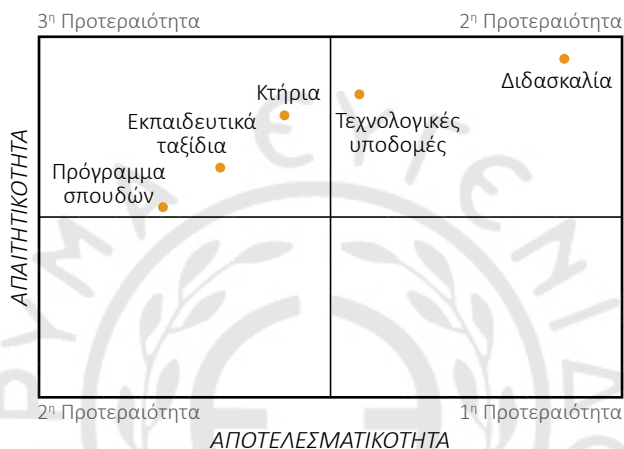 3η Προτεραιότητα
2η Προτεραιότητα
Διδασκαλία
Κτήρια
Εκπαιδευτικά
ταξίδια
Τεχνολογικές
υποδομές
Πρόγραμμα
σπουδών
ΑΠΑΙΤΗΤΙΚΟΤΗΤΑ
2η Προτεραιότητα
1η Προτεραιότητα
ΑΠΟΤΕΛΕΣΜΑΤΙΚΟΤΗΤΑ